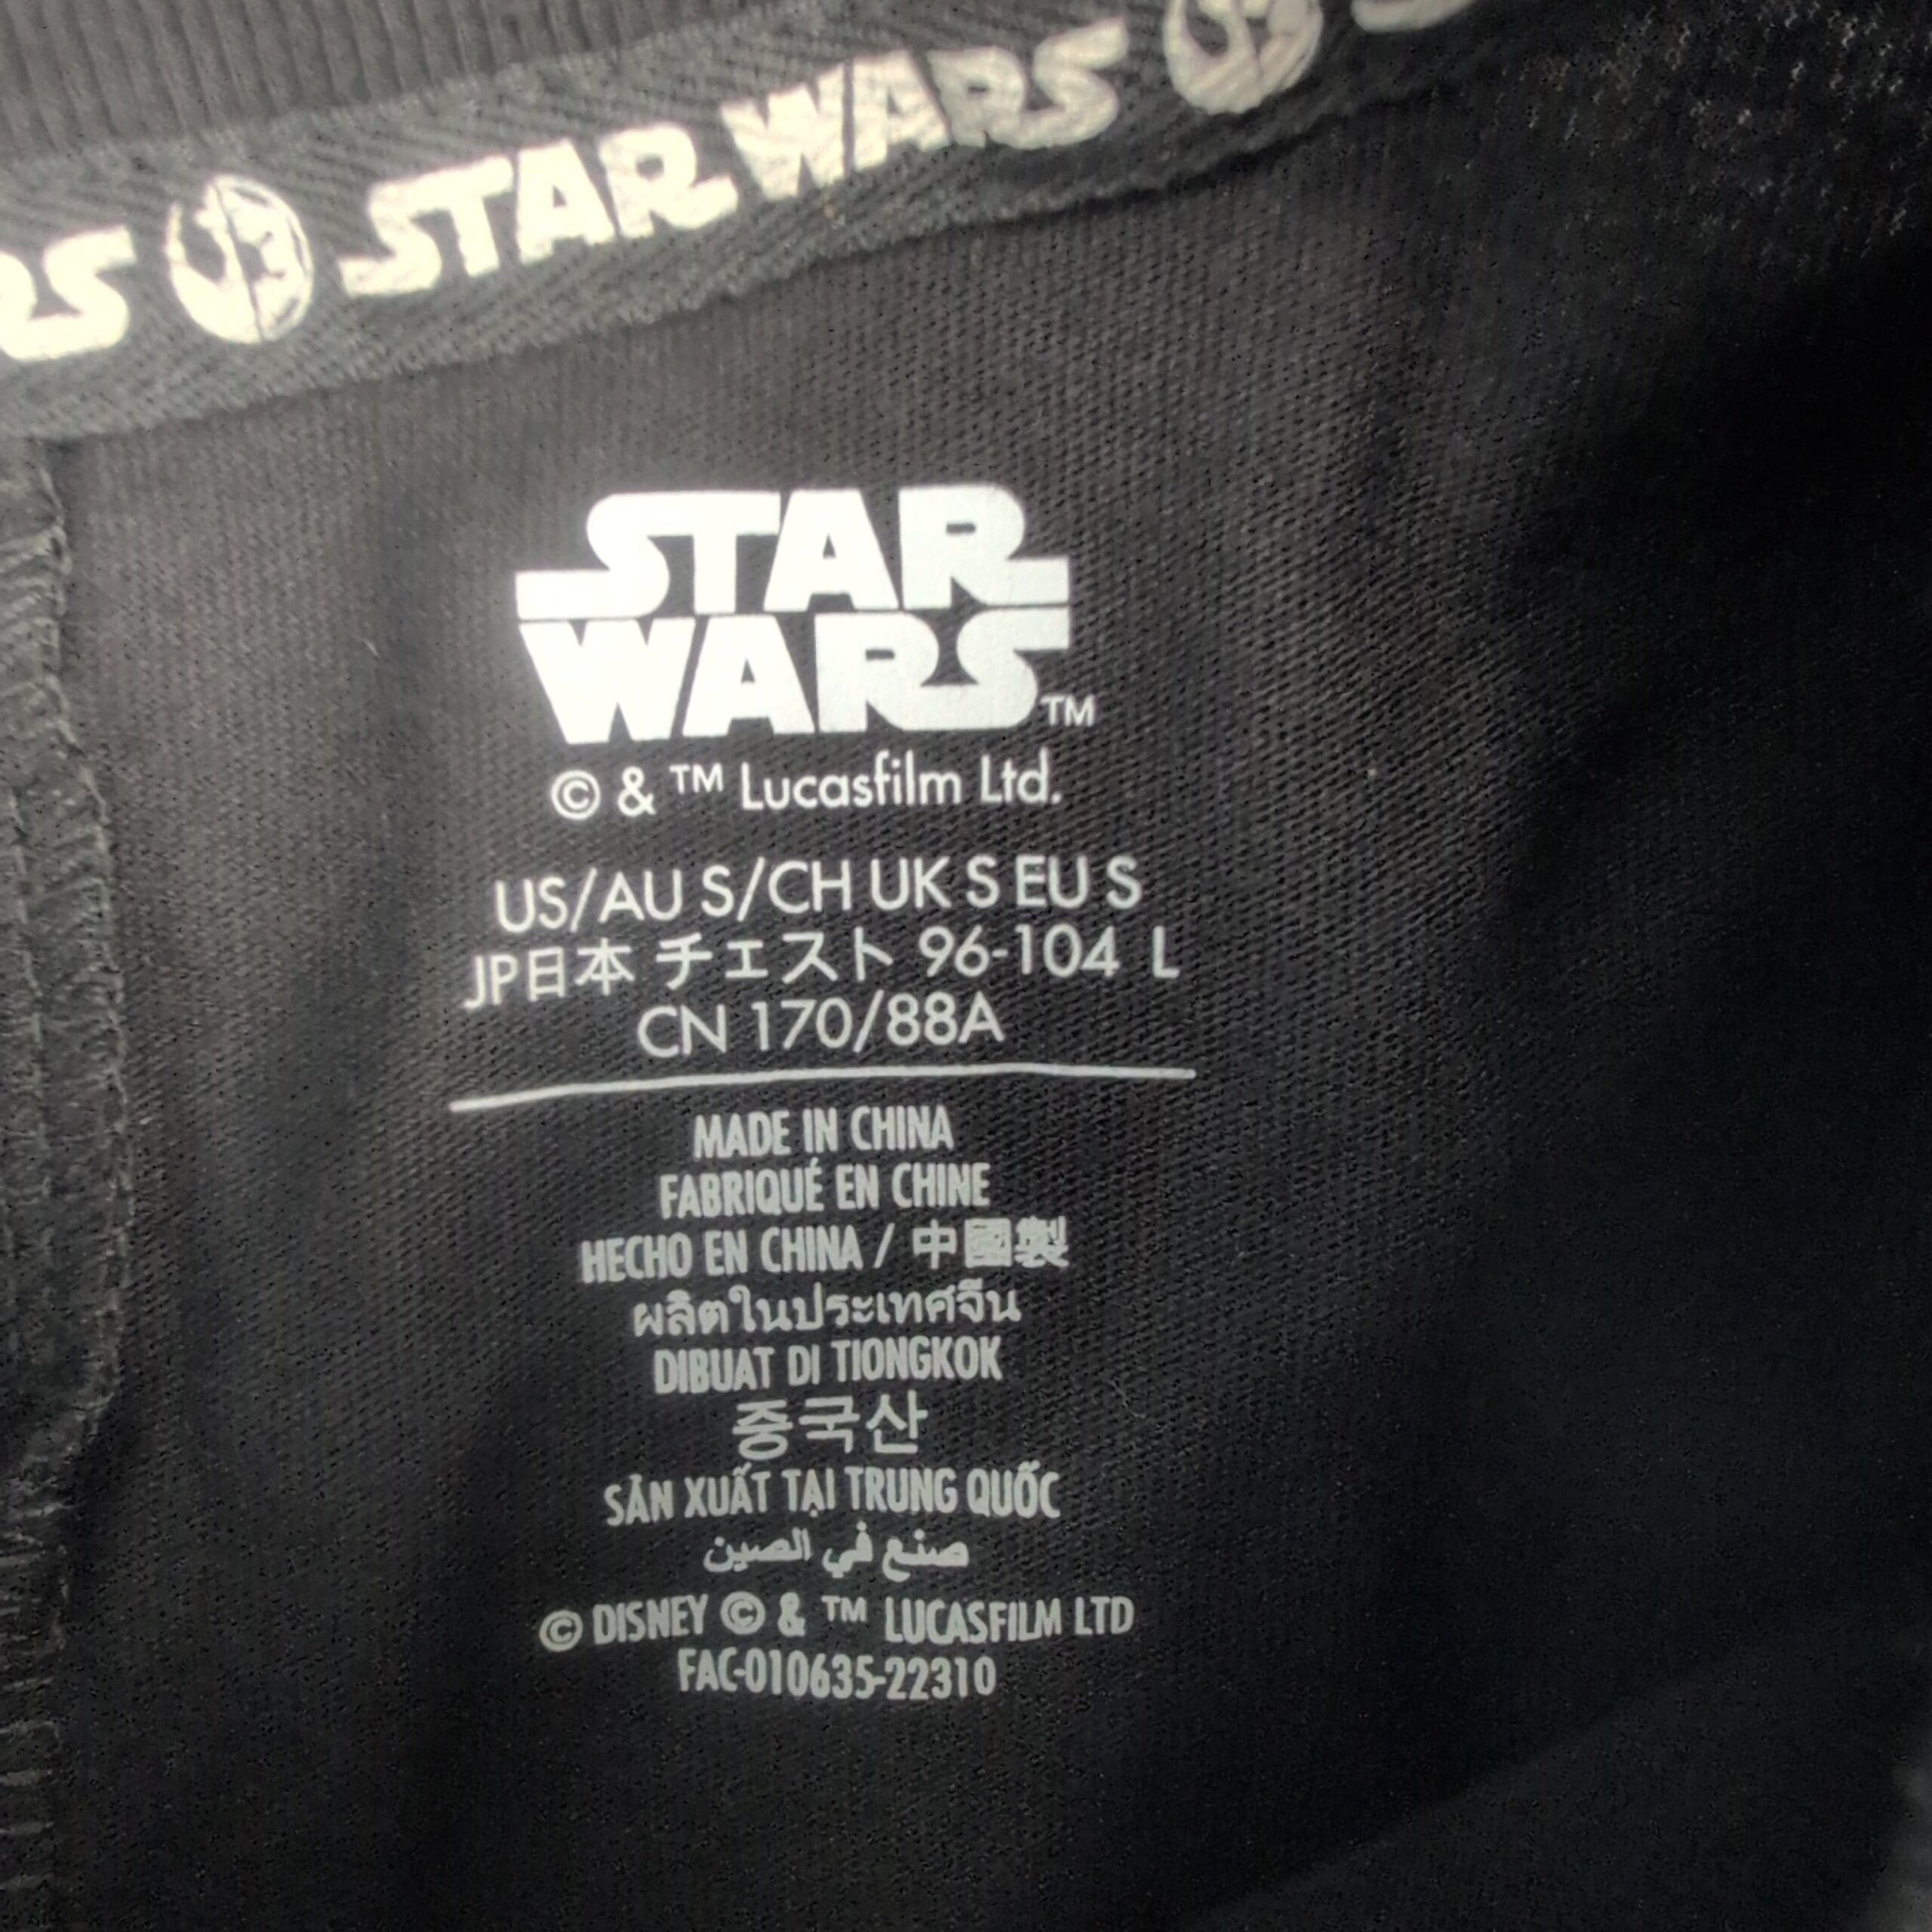 STAR WARS
STAR
WARS™
© & ™ Lucasfilm Ltd.
US/AU S/CH UK S EU S
JP日本 チェスト 96-104 L
CN 170/88A
MADE IN CHINA
FABRIQUÉ EN CHINE
HECHO EN CHINA / 中國製
ผลิตในประเทศจีน
DIBUAT DI TIONGKOK
중국산
SẢN XUẤT TẠI TRUNG QUỐC
صنع في الصين
© DISNEY © & ™ LUCASFILM LTD
FAC-010635-22310